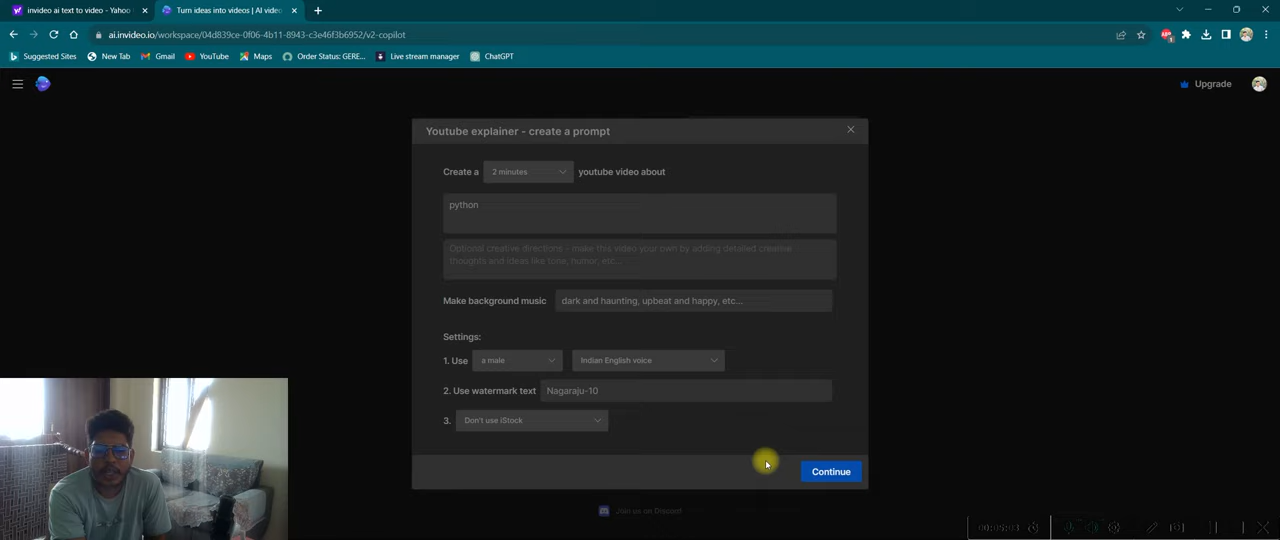 invideo ai text to video - Yahoo
Turn ideas into videos | AI video
ai.invideo.io/workspace/04d839ce-0f06-4b11-8943-c3e46f3b6952/v2-copilot
Suggested Sites
New Tab
Gmail
YouTube
Maps
Order Status: GERE...
Live stream manager
ChatGPT
Upgrade
Youtube explainer - create a prompt
Create a 2 minutes youtube video about
python
Optional creative directions - make this video your own by adding detailed creative
thoughts and ideas like tone, humor, etc...
Make background music dark and haunting, upbeat and happy, etc...
Settings:
1. Use a male Indian English voice
2. Use watermark text Nagaraju-10
3. Don't use iStock
Continue
Join us on Discord
00:05:03